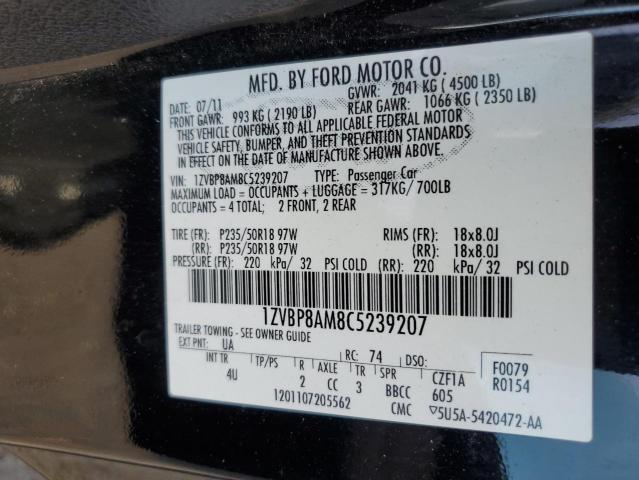 MFD. BY FORD MOTOR CO.
DATE: 07/11 GVWR: 2041 KG ( 4500 LB)
FRONT GAWR: 993 KG ( 2190 LB) REAR GAWR: 1066 KG ( 2350 LB)
THIS VEHICLE CONFORMS TO ALL APPLICABLE FEDERAL MOTOR
VEHICLE SAFETY, BUMPER, AND THEFT PREVENTION STANDARDS
IN EFFECT ON THE DATE OF MANUFACTURE SHOWN ABOVE.
VIN: 1ZVBP8AM8C5239207 TYPE: Passenger Car
MAXIMUM LOAD = OCCUPANTS + LUGGAGE = 317KG/ 700LB
OCCUPANTS = 4 TOTAL; 2 FRONT, 2 REAR
TIRE (FR): P235/50R18 97W RIMS (FR): 18x8.0J
(RR): P235/50R18 97W (RR): 18x8.0J
PRESSURE (FR): 220 kPa/ 32 PSI COLD (RR): 220 kPa/ 32 PSI COLD
1ZVBP8AM8C5239207
TRAILER TOWING - SEE OWNER GUIDE
EXT PNT: UA RC: 74 DSO: F0079
INT TR TP/PS R AXLE TR SPR CZF1A R0154
4U 2 CC 3 BBCC 605
1201107205562 CMC ▽5U5A-5420472-AA